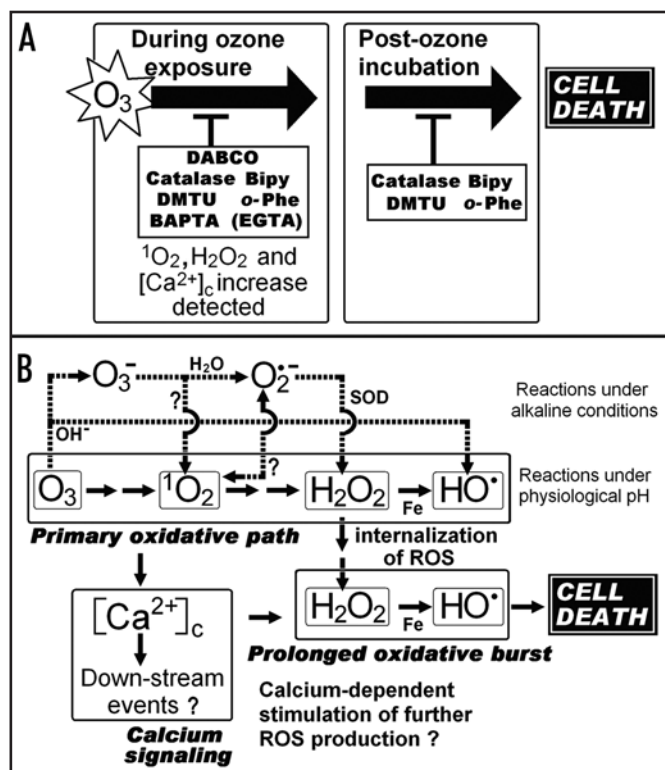 A
During ozone
exposure
O3
DABCO
Catalase Bipy
DMTU o-Phe
BAPTA (EGTA)
¹O2, H2O2 and
[Ca²⁺]c increase
detected
Post-ozone
incubation
Catalase Bipy
DMTU o-Phe
CELL
DEATH
B
O3⁻ H2O O2•⁻
? SOD
OH⁻
?
Reactions under
alkaline conditions
O3 ¹O2 H2O2 Fe HO•
Reactions under
physiological pH
Primary oxidative path
internalization
of ROS
[Ca²⁺]c
Down-stream
events ?
Calcium
signaling
H2O2 Fe HO•
Prolonged oxidative burst
CELL
DEATH
Calcium-dependent
stimulation of further
ROS production ?